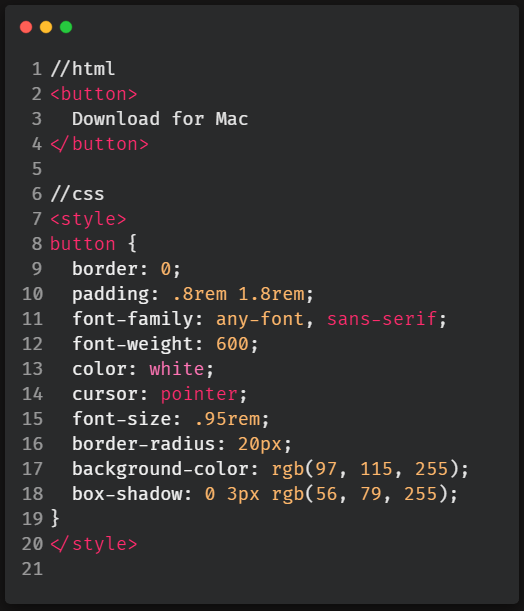 1 //html
2 <button>
3   Download for Mac
4 </button>
5
6 //css
7 <style>
8 button {
9   border: 0;
10   padding: .8rem 1.8rem;
11   font-family: any-font, sans-serif;
12   font-weight: 600;
13   color: white;
14   cursor: pointer;
15   font-size: .95rem;
16   border-radius: 20px;
17   background-color: rgb(97, 115, 255);
18   box-shadow: 0 3px rgb(56, 79, 255);
19 }
20 </style>
21